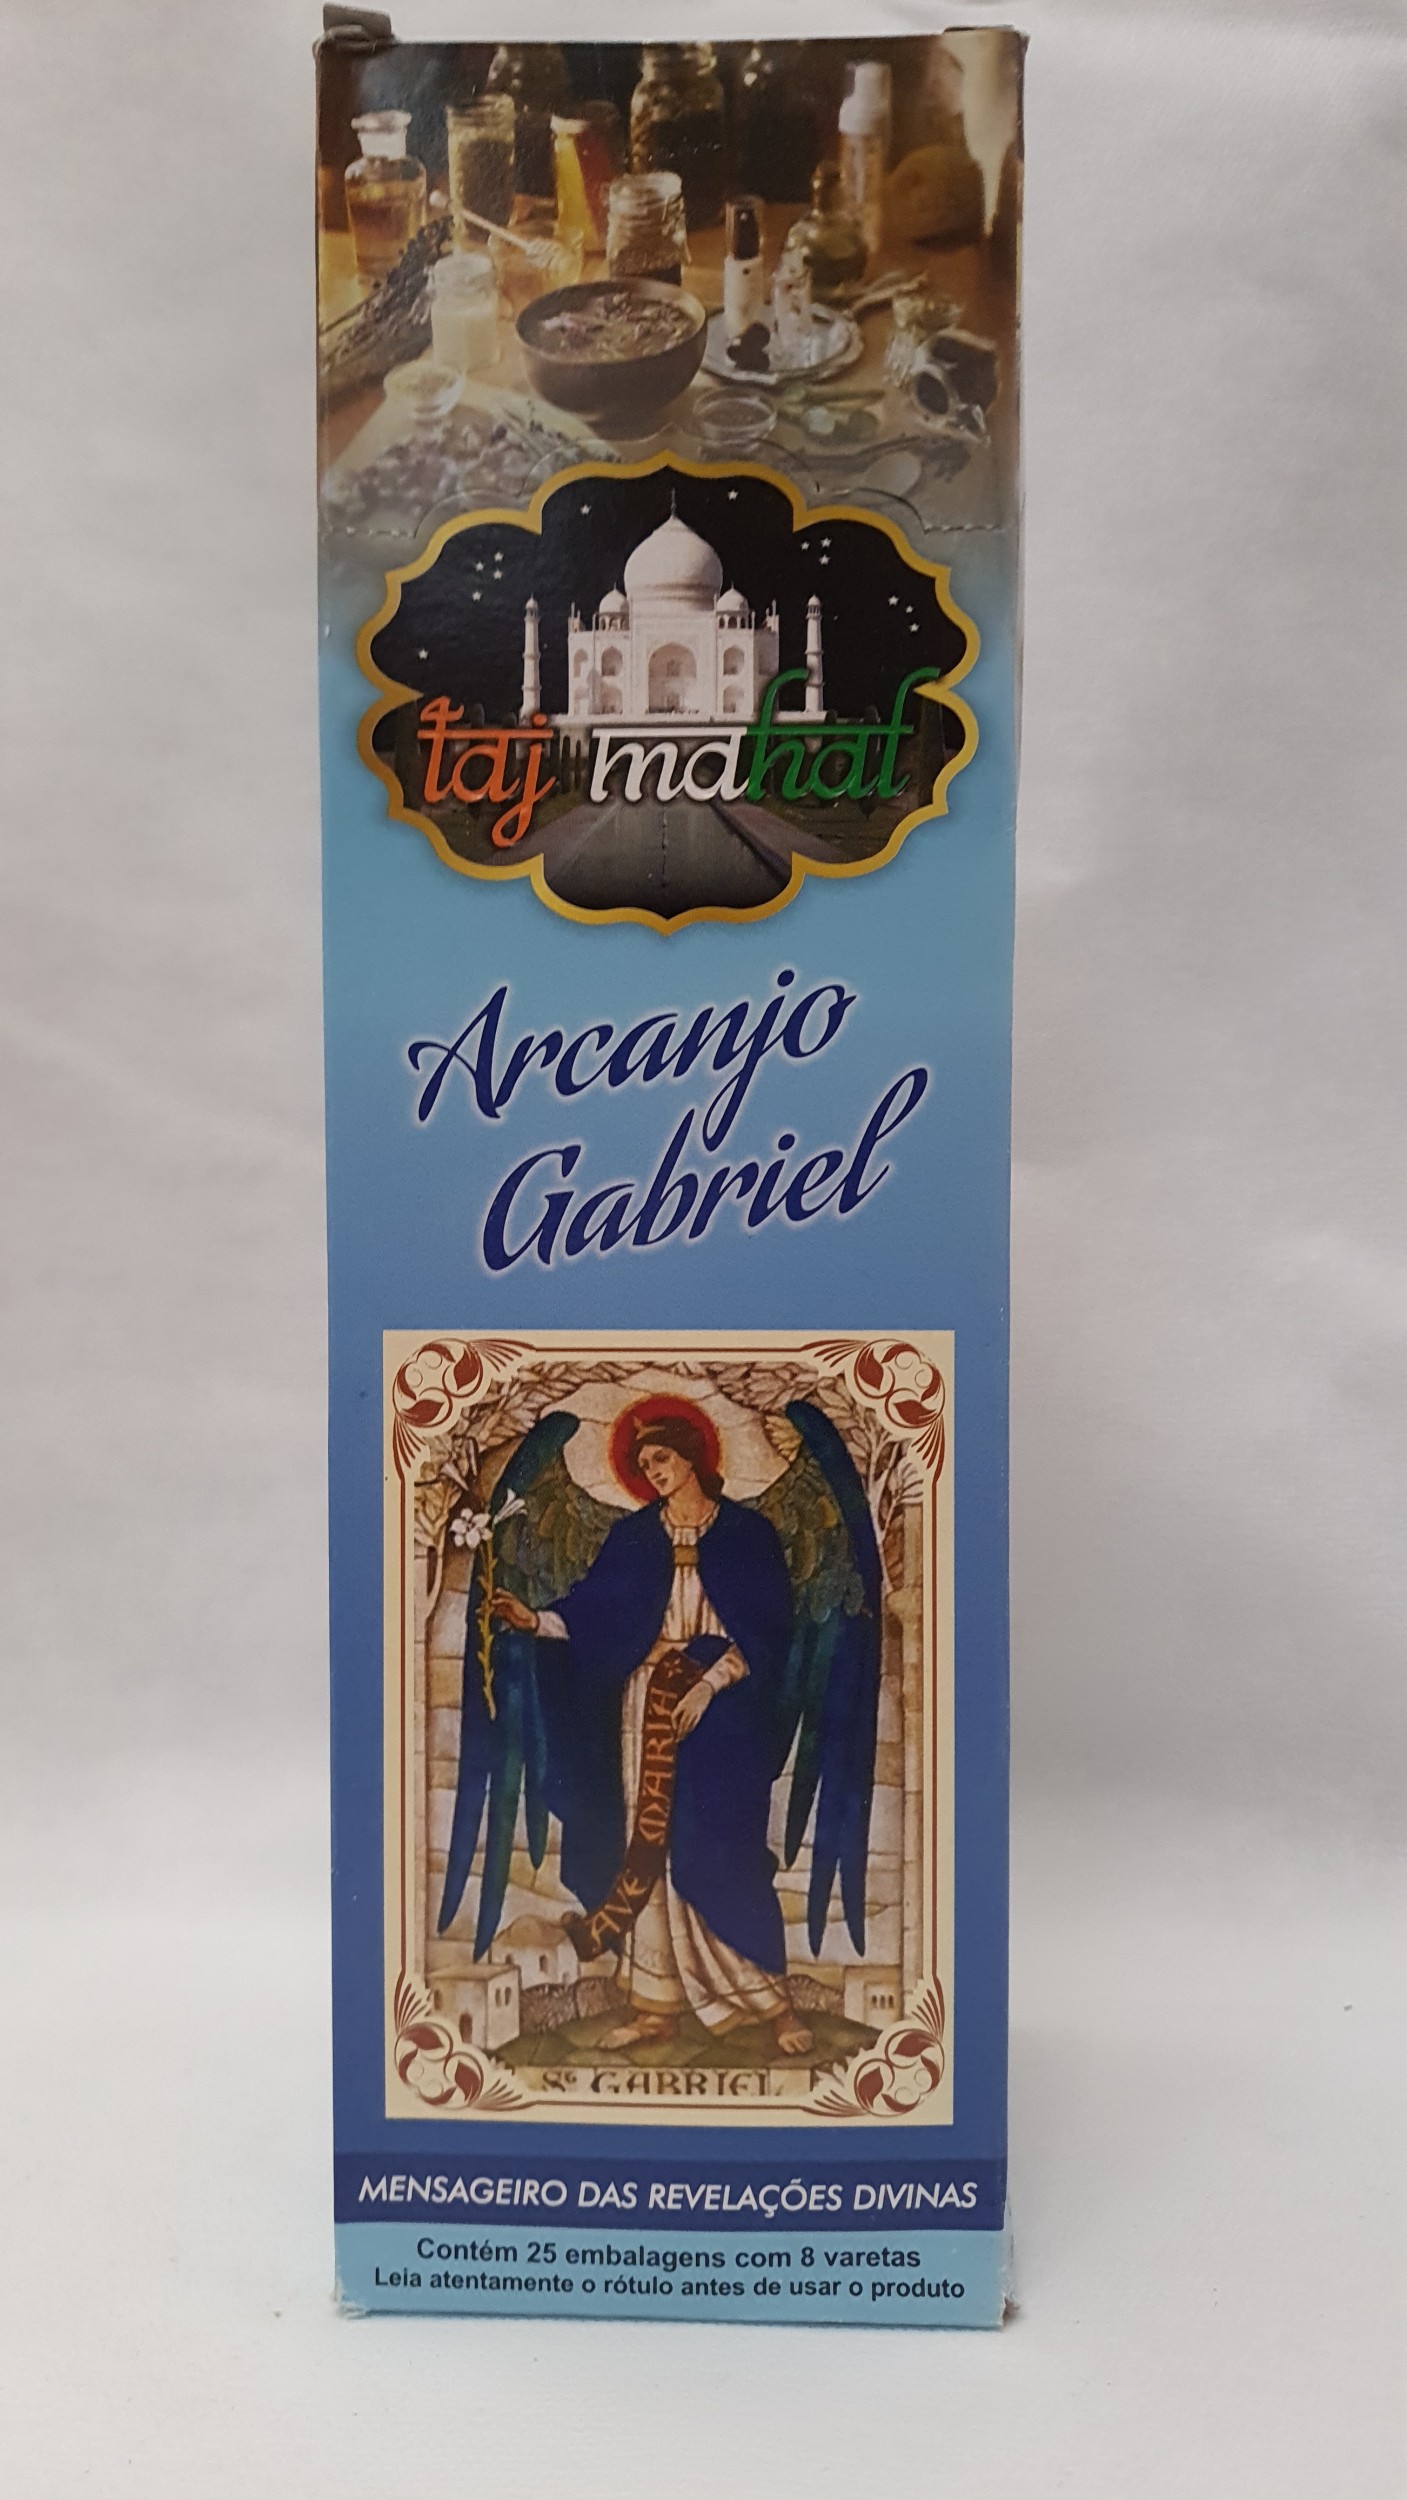 taj mahal
Arcanjo
Gabriel
AVE MARIA
St GABRIEL
MENSAGEIRO DAS REVELAÇÕES DIVINAS
Contém 25 embalagens com 8 varetas
Leia atentamente o rótulo antes de usar o produto